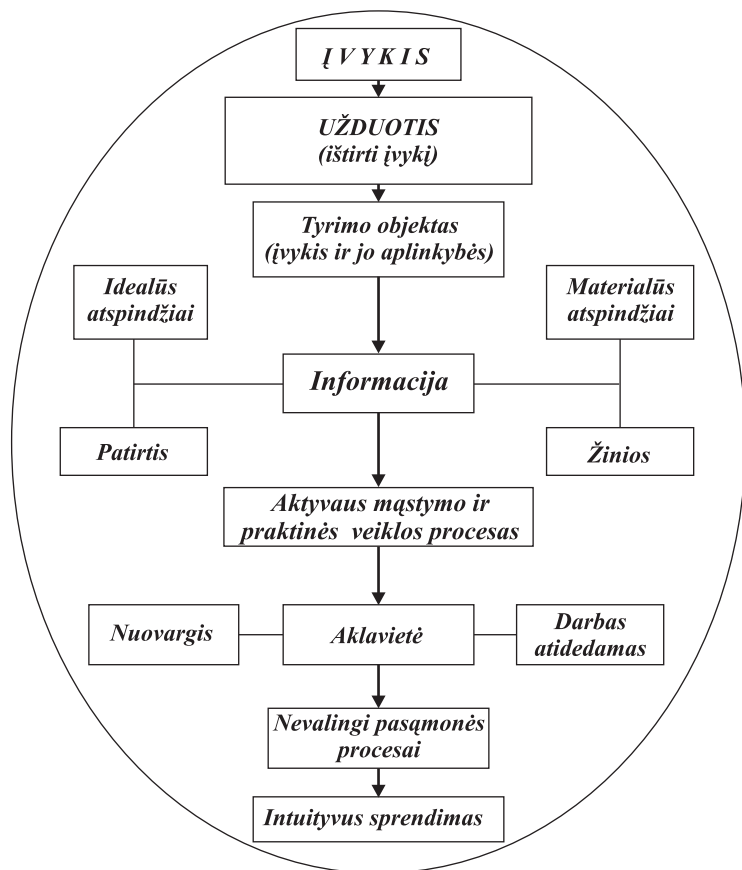 Į V Y K I S
UŽDUOTIS
(ištirti įvykį)
Tyrimo objektas
(įvykis ir jo aplinkybės)
Idealūs
atspindžiai
Materialūs
atspindžiai
Informacija
Patirtis
Žinios
Aktyvaus mąstymo ir
praktinės veiklos procesas
Nuovargis
Aklavietė
Darbas
atidedamas
Nevalingi pasąmonės
procesai
Intuityvus sprendimas